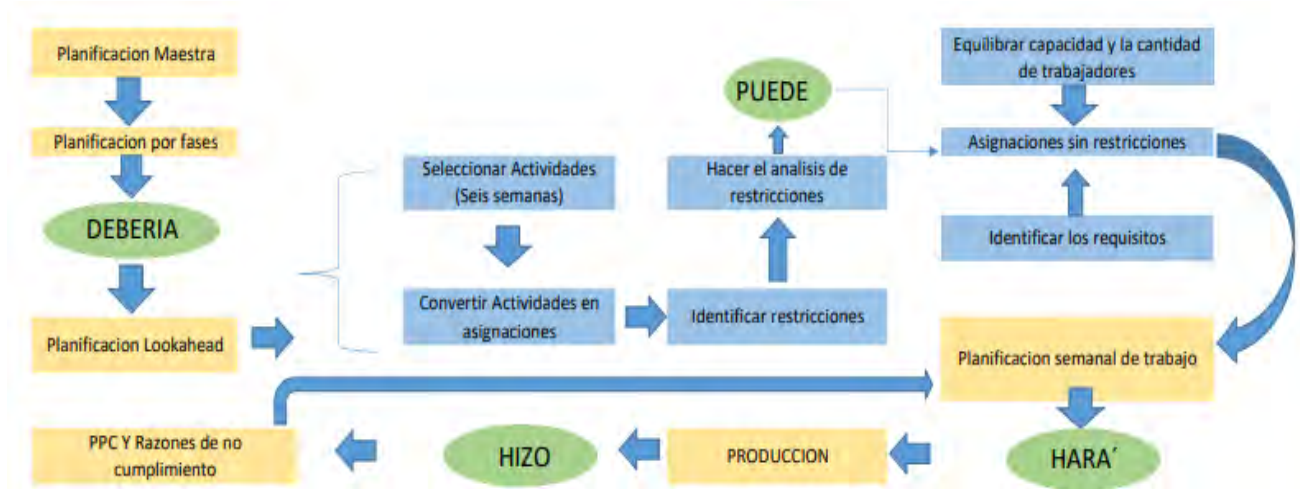 Planificacion Maestra
Planificacion por fases
DEBERIA
Planificacion Lookahead
Seleccionar Actividades
(Seis semanas)
Convertir Actividades en
asignaciones
Identificar restricciones
Hacer el analisis de
restricciones
PUEDE
Equilibrar capacidad y la cantidad
de trabajadores
Asignaciones sin restricciones
Identificar los requisitos
Planificacion semanal de trabajo
HARA´
PRODUCCION
HIZO
PPC Y Razones de no
cumplimiento